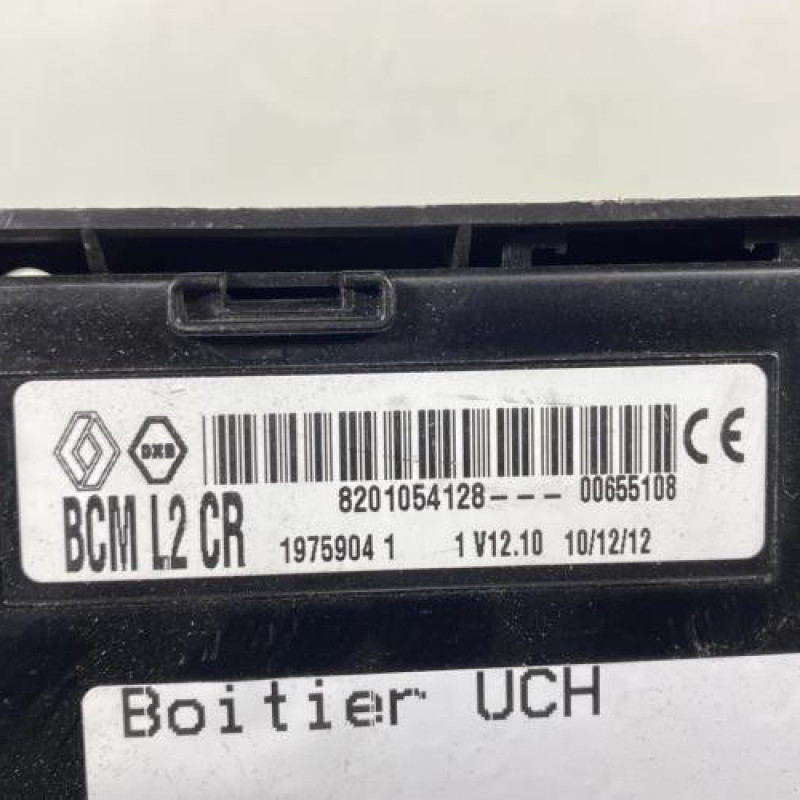 8201054128--- 00655108
BCM L2 CR 1975904 1 1 V12.10 10/12/12
CE
Boitier UCH